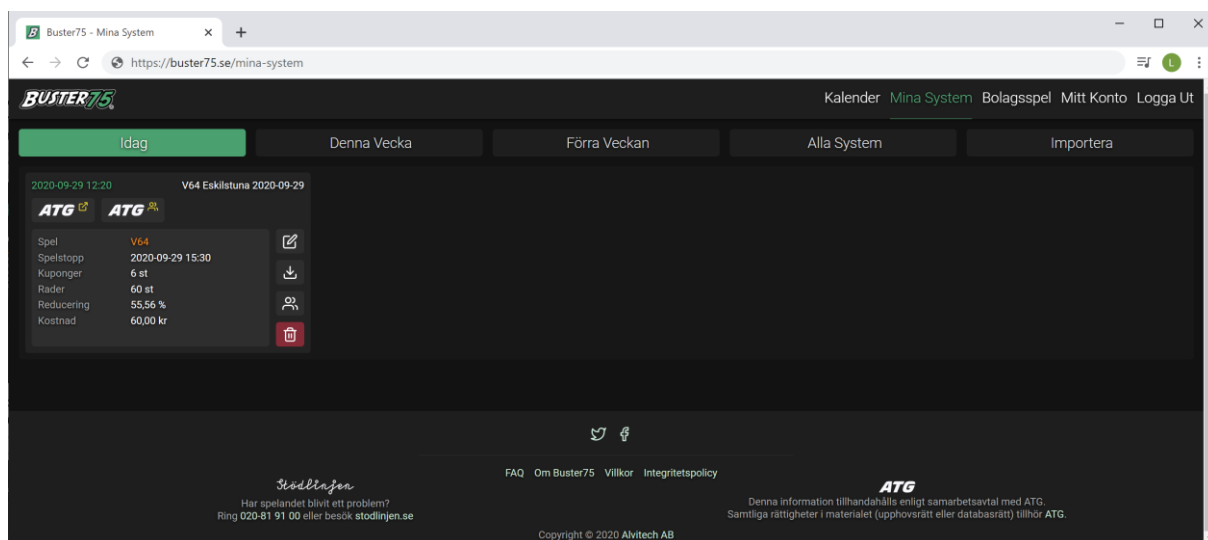 Buster75 - Mina System
https://buster75.se/mina-system
L
BUSTER75
Kalender Mina System Bolagsspel Mitt Konto Logga Ut
Idag Denna Vecka Förra Veckan Alla System Importera
2020-09-29 12:20 V64 Eskilstuna 2020-09-29
ATG ATG
Spel V64
Spelstopp 2020-09-29 15:30
Kuponger 6 st
Rader 60 st
Reducering 55,56 %
Kostnad 60,00 kr
FAQ Om Buster75 Villkor Integritetspolicy
Stödlinjen
Har spelandet blivit ett problem?
Ring 020-81 91 00 eller besök stodlinjen.se
ATG
Denna information tillhandahålls enligt samarbetsavtal med ATG.
Samtliga rättigheter i materialet (upphovsrätt eller databasrätt) tillhör ATG.
Copyright © 2020 Alvitech AB